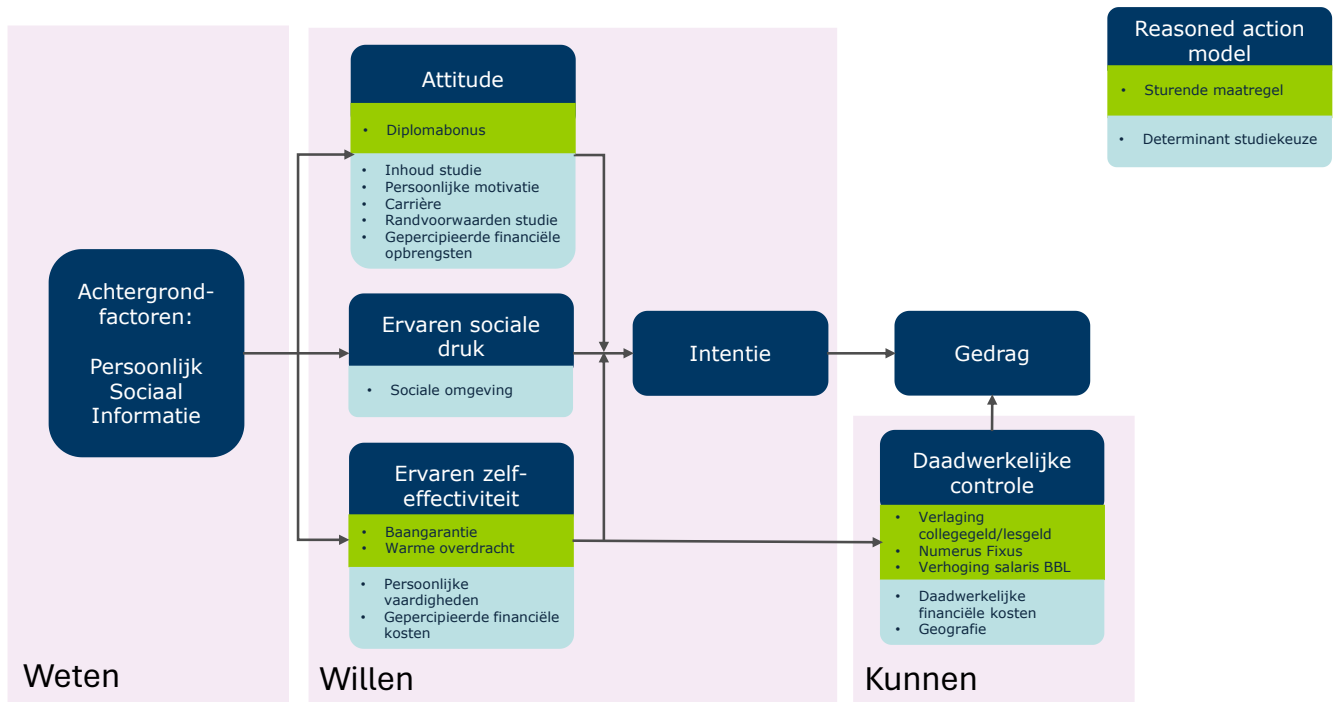 Reasoned action
model
• Sturende maatregel
• Determinant studiekeuze
Achtergrond-
factoren:
Persoonlijk
Sociaal
Informatie
Weten
Attitude
• Diplomabonus
• Inhoud studie
• Persoonlijke motivatie
• Carrière
• Randvoorwaarden studie
• Gepercipieerde financiële
opbrengsten
Ervaren sociale
druk
• Sociale omgeving
Ervaren zelf-
effectiviteit
• Baangarantie
• Warme overdracht
• Persoonlijke
vaardigheden
• Gepercipieerde financiële
kosten
Intentie
Willen
Gedrag
Daadwerkelijke
controle
• Verlaging
collegegeld/lesgeld
• Numerus Fixus
• Verhoging salaris BBL
• Daadwerkelijke
financiële kosten
• Geografie
Kunnen